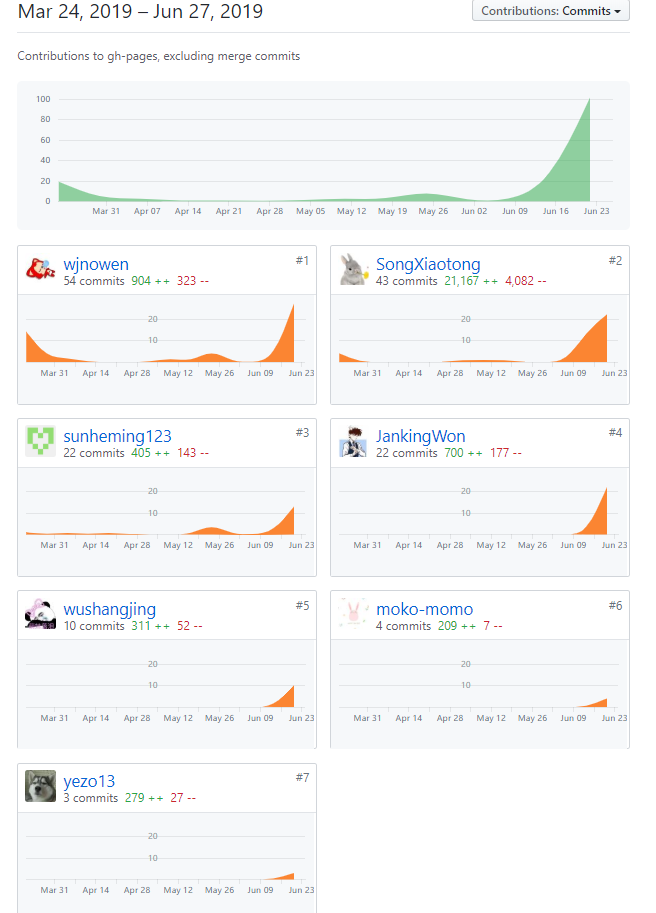 Mar 24, 2019 – Jun 27, 2019
Contributions: Commits
Contributions to gh-pages, excluding merge commits
100
80
60
40
20
0
Mar 31 Apr 07 Apr 14 Apr 21 Apr 28 May 05 May 12 May 19 May 26 Jun 02 Jun 09 Jun 16 Jun 23
wjnowen #1
54 commits 904 ++ 323 --
20
10
Mar 31 Apr 14 Apr 28 May 12 May 26 Jun 09 Jun 23
SongXiaotong #2
43 commits 21,167 ++ 4,082 --
20
10
Mar 31 Apr 14 Apr 28 May 12 May 26 Jun 09 Jun 23
sunheming123 #3
22 commits 405 ++ 143 --
20
10
Mar 31 Apr 14 Apr 28 May 12 May 26 Jun 09 Jun 23
JankingWon #4
22 commits 700 ++ 177 --
20
10
Mar 31 Apr 14 Apr 28 May 12 May 26 Jun 09 Jun 23
wushangjing #5
10 commits 311 ++ 52 --
20
10
Mar 31 Apr 14 Apr 28 May 12 May 26 Jun 09 Jun 23
moko-momo #6
4 commits 209 ++ 7 --
20
10
Mar 31 Apr 14 Apr 28 May 12 May 26 Jun 09 Jun 23
yezo13 #7
3 commits 279 ++ 27 --
20
10
Mar 31 Apr 14 Apr 28 May 12 May 26 Jun 09 Jun 23